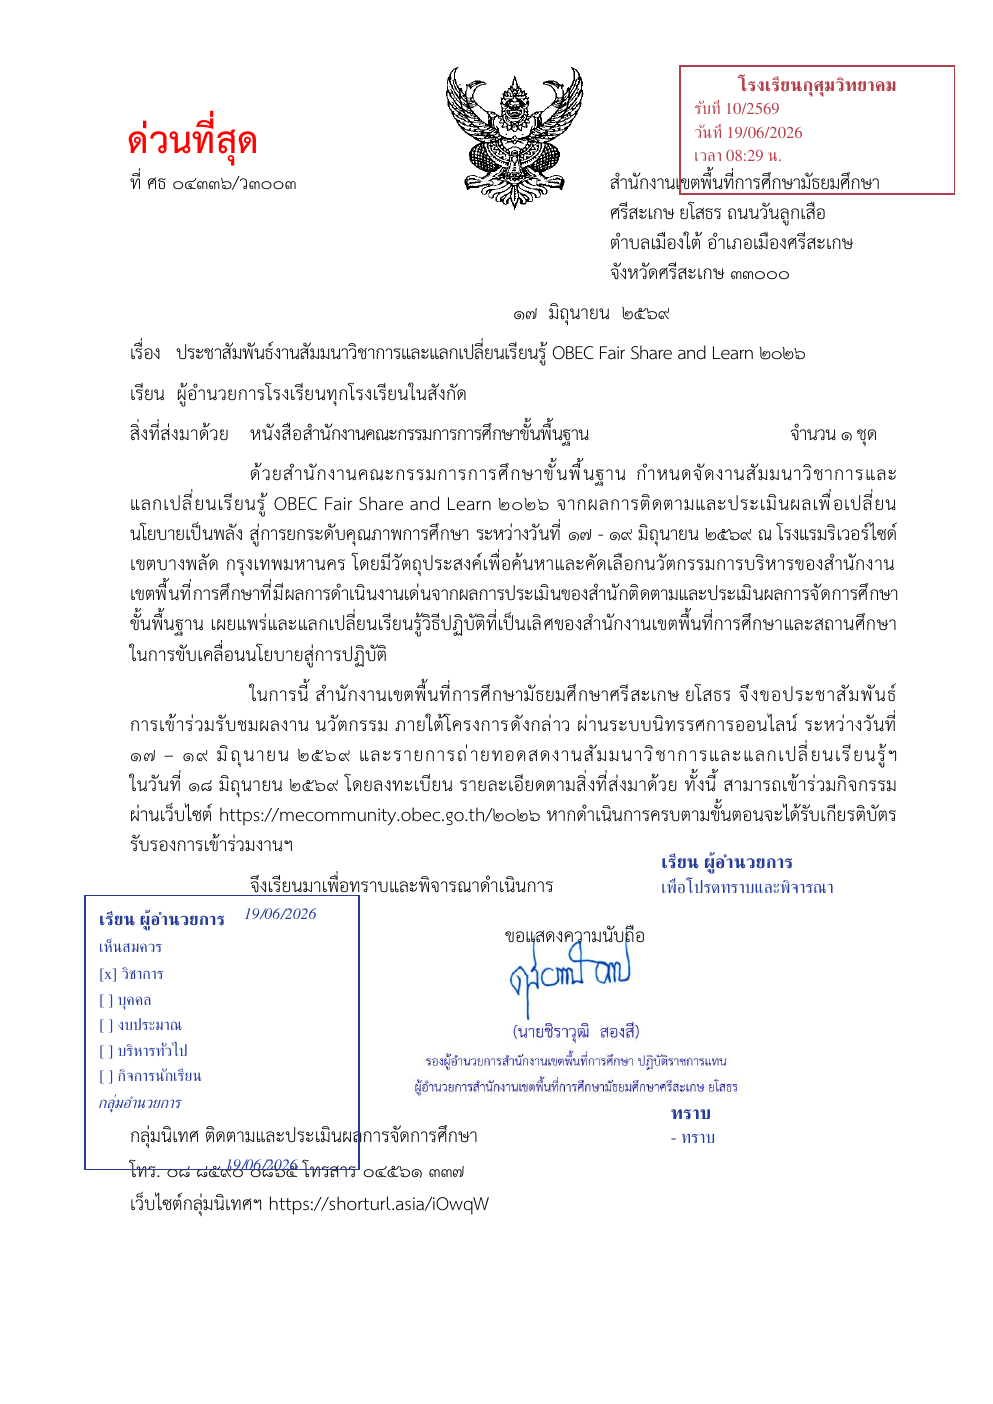 โรงเรียนกุศุมวิทยาคม
รับที่ 10/2569
วันที่ 19/06/2026
เวลา 08:29 น.
ด่วนที่สุด
ที่ ศธ ๐๔๓๓๖/ว๓๐๐๓
สำนักงานเขตพื้นที่การศึกษามัธยมศึกษา
ศรีสะเกษ ยโสธร ถนนวันลูกเสือ
ตำบลเมืองใต้ อำเภอเมืองศรีสะเกษ
จังหวัดศรีสะเกษ ๓๓๐๐๐
๑๗ มิถุนายน ๒๕๖๙
เรื่อง ประชาสัมพันธ์งานสัมมนาวิชาการและแลกเปลี่ยนเรียนรู้ OBEC Fair Share and Learn ๒๐๒๖
เรียน ผู้อำนวยการโรงเรียนทุกโรงเรียนในสังกัด
สิ่งที่ส่งมาด้วย หนังสือสำนักงานคณะกรรมการการศึกษาขั้นพื้นฐาน จำนวน ๑ ชุด
ด้วยสำนักงานคณะกรรมการการศึกษาขั้นพื้นฐาน กำหนดจัดงานสัมมนาวิชาการและ
แลกเปลี่ยนเรียนรู้ OBEC Fair Share and Learn ๒๐๒๖ จากผลการติดตามและประเมินผลเพื่อเปลี่ยน
นโยบายเป็นพลัง สู่การยกระดับคุณภาพการศึกษา ระหว่างวันที่ ๑๗ - ๑๙ มิถุนายน ๒๕๖๙ ณ โรงแรมริเวอร์ไซด์
เขตบางพลัด กรุงเทพมหานคร โดยมีวัตถุประสงค์เพื่อค้นหาและคัดเลือกนวัตกรรมการบริหารของสำนักงาน
เขตพื้นที่การศึกษาที่มีผลการดำเนินงานเด่นจากผลการประเมินของสำนักติดตามและประเมินผลการจัดการศึกษา
ขั้นพื้นฐาน เผยแพร่และแลกเปลี่ยนเรียนรู้วิธีปฏิบัติที่เป็นเลิศของสำนักงานเขตพื้นที่การศึกษาและสถานศึกษา
ในการขับเคลื่อนนโยบายสู่การปฏิบัติ
ในการนี้ สำนักงานเขตพื้นที่การศึกษามัธยมศึกษาศรีสะเกษ ยโสธร จึงขอประชาสัมพันธ์
การเข้าร่วมรับชมผลงาน นวัตกรรม ภายใต้โครงการดังกล่าว ผ่านระบบนิทรรศการออนไลน์ ระหว่างวันที่
๑๗ – ๑๙ มิถุนายน ๒๕๖๙ และรายการถ่ายทอดสดงานสัมมนาวิชาการและแลกเปลี่ยนเรียนรู้ฯ
ในวันที่ ๑๘ มิถุนายน ๒๕๖๙ โดยลงทะเบียน รายละเอียดตามสิ่งที่ส่งมาด้วย ทั้งนี้ สามารถเข้าร่วมกิจกรรม
ผ่านเว็บไซต์ https://mecommunity.obec.go.th/๒๐๒๖ หากดำเนินการครบตามขั้นตอนจะได้รับเกียรติบัตร
รับรองการเข้าร่วมงานฯ
จึงเรียนมาเพื่อทราบและพิจารณาดำเนินการ
เรียน ผู้อำนวยการ
เพื่อโปรดทราบและพิจารณา
เรียน ผู้อำนวยการ 19/06/2026
เห็นสมควร
[x] วิชาการ
[ ] บุคคล
[ ] งบประมาณ
[ ] บริหารทั่วไป
[ ] กิจการนักเรียน
กลุ่มอำนวยการ
19/06/2026
ขอแสดงความนับถือ
(นายชิราวุฒิ สองสี)
รองผู้อำนวยการสำนักงานเขตพื้นที่การศึกษา ปฏิบัติราชการแทน
ผู้อำนวยการสำนักงานเขตพื้นที่การศึกษามัธยมศึกษาศรีสะเกษ ยโสธร
ทราบ
- ทราบ
กลุ่มนิเทศ ติดตามและประเมินผลการจัดการศึกษา
โทร. ๐๘ ๘๕๙๐ ๐๘๖๕ โทรสาร ๐๔๕๖๑ ๓๓๗
เว็บไซต์กลุ่มนิเทศฯ https://shorturl.asia/iOwqW